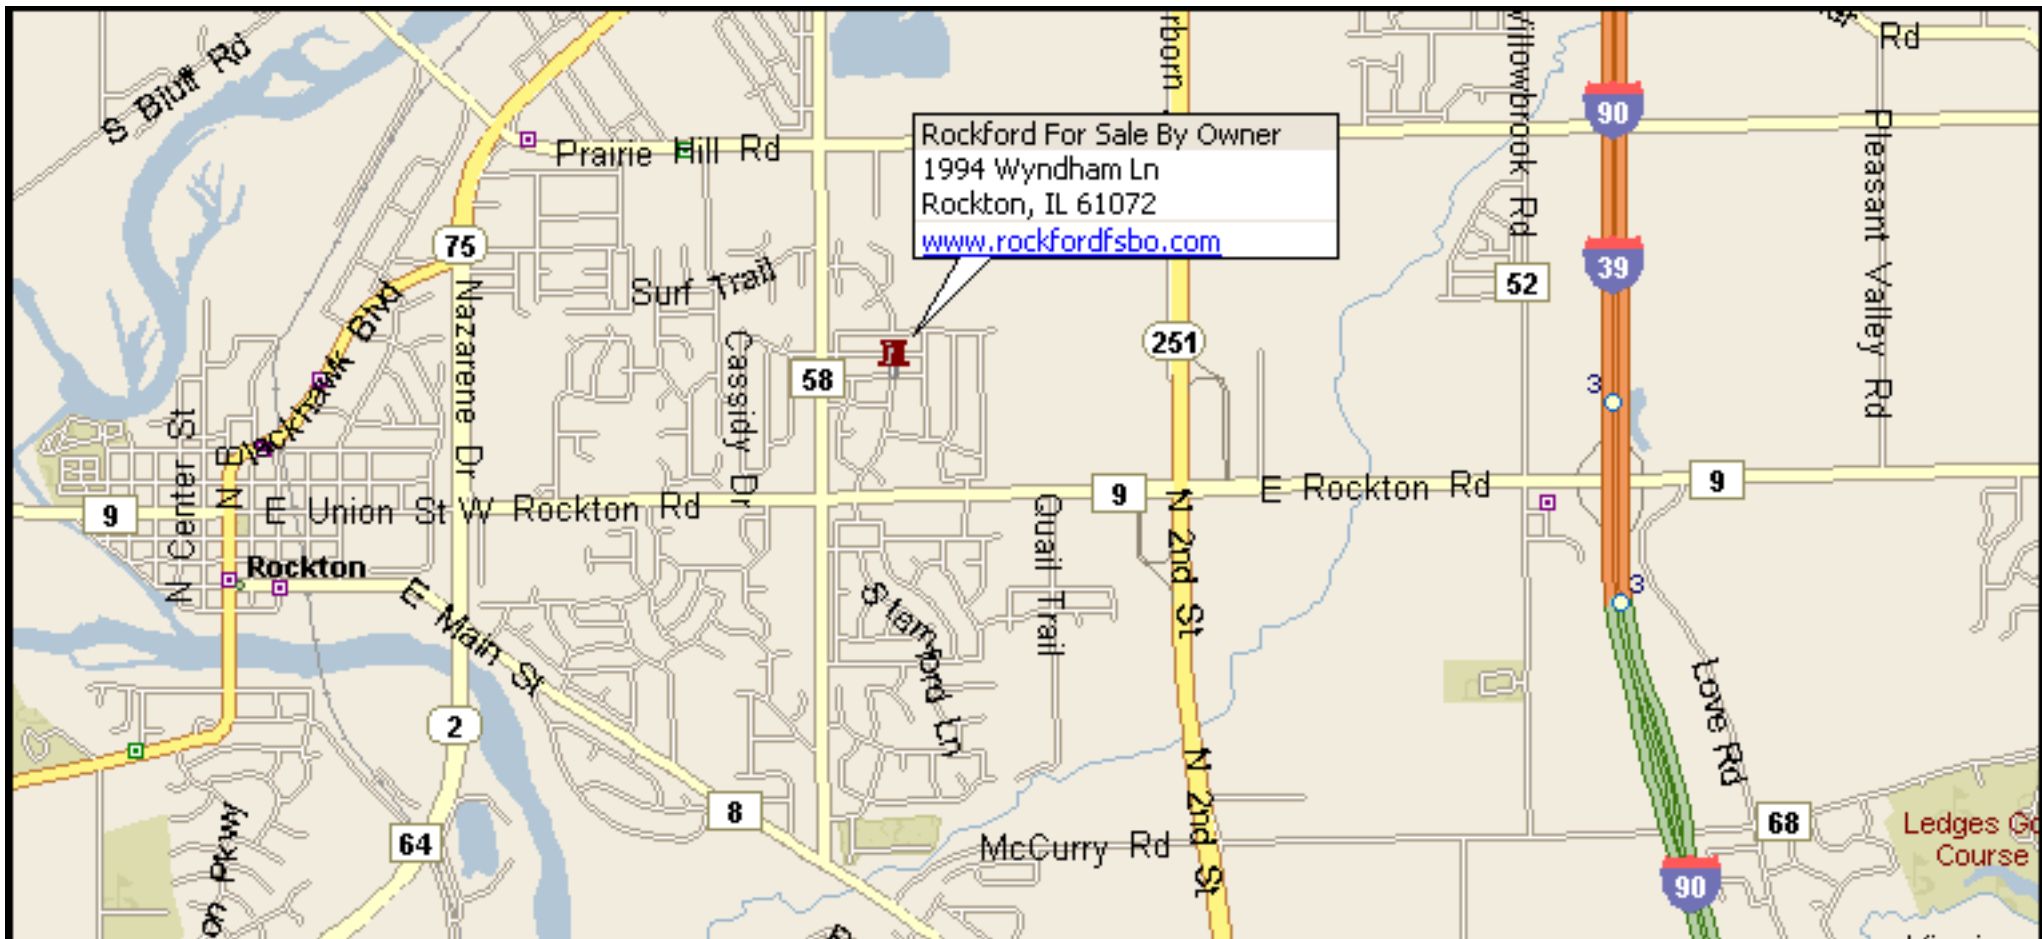 S Bluff Rd
Rd
90
Prairie Hill Rd
Rockford For Sale By Owner
1994 Wyndham Ln
Rockton, IL 61072
www.rockfordfsbo.com
Willowbrook Rd
Pleasant Valley Rd
75
39
52
Surf Trail
N Blackhawk Blvd
Nazarene Dr
Cassidy Dr
58
251
3
N Center St
9
E Union St
W Rockton Rd
9
E Rockton Rd
9
Rockton
E Main St
Stamford Ln
Quail Trail
N 2nd St
3
Love Rd
2
N 2nd St
8
64
McCurry Rd
68
Ledges Go
Course
90
on Pkwy